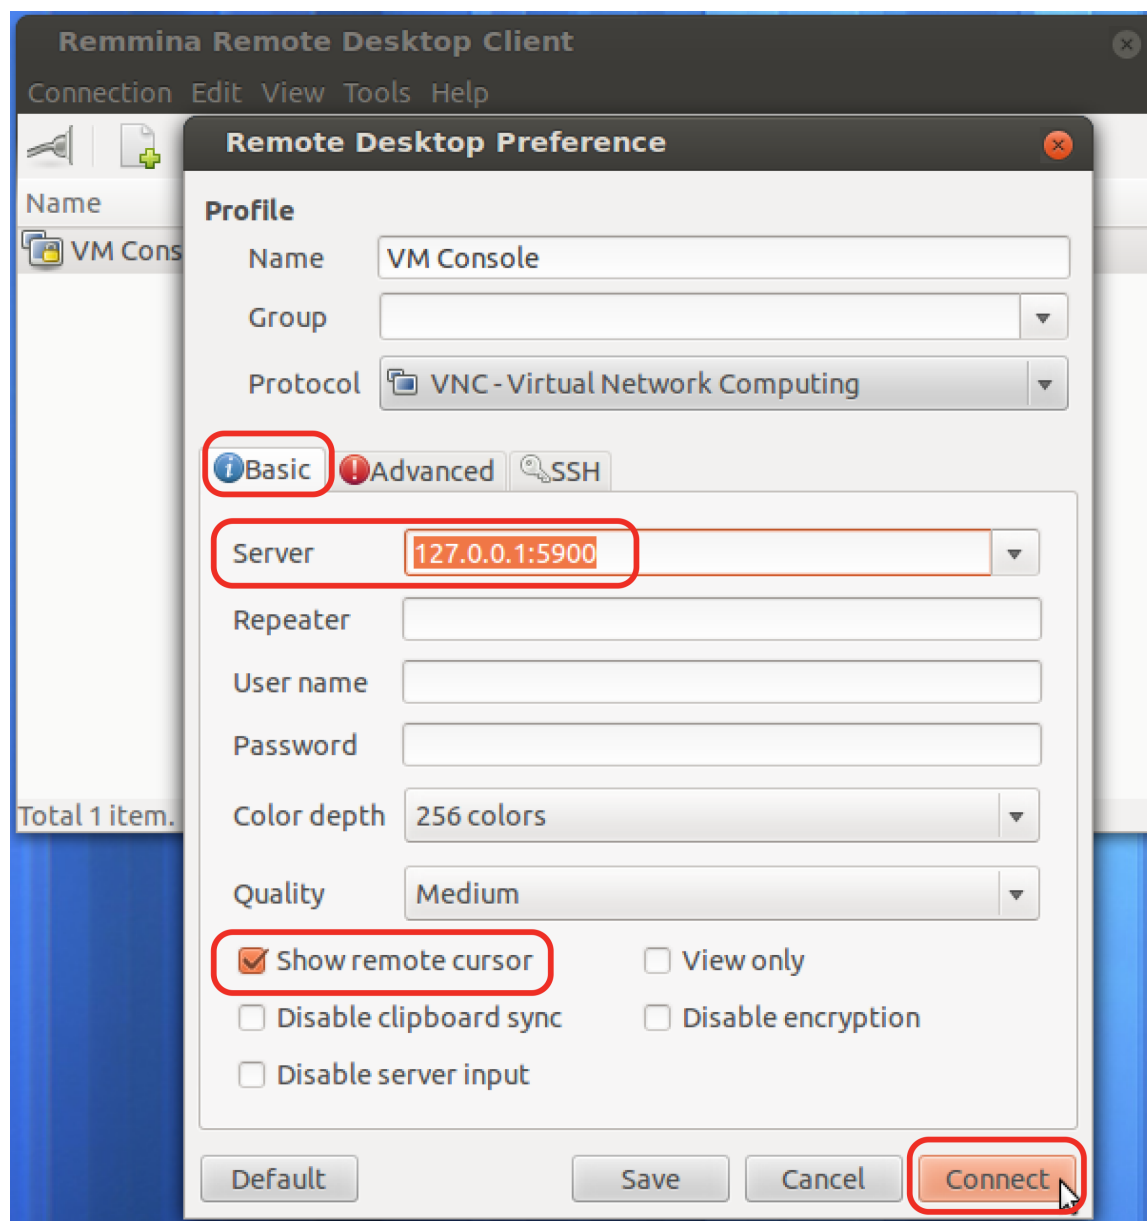 Remmina Remote Desktop Client
Connection Edit View Tools Help
Remote Desktop Preference
Name
Profile
VM Cons
Name VM Console
Group
Protocol VNC - Virtual Network Computing
Basic Advanced SSH
Server 127.0.0.1:5900
Repeater
User name
Password
Total 1 item.
Color depth 256 colors
Quality Medium
Show remote cursor View only
Disable clipboard sync Disable encryption
Disable server input
Default Save Cancel Connect